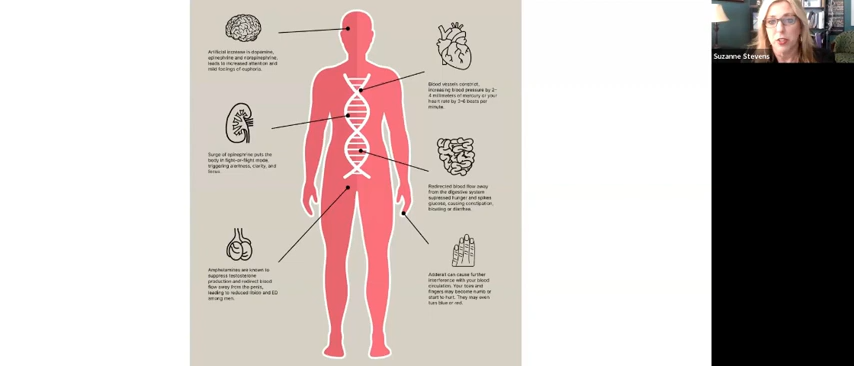 Artificial increase in dopamine,
epinephrine and norepinephrine,
leads to increased attention and
mild feelings of euphoria.
Blood vessels constrict,
increasing blood pressure by 2-
4 millimeters of mercury or your
heart rate by 3-6 beats per
minute.
Surge of epinephrine puts the
body in fight-or-flight mode,
triggering alertness, clarity, and
focus.
Redirected blood flow away
from the digestive system
supressed hunger and spikes
glucose, causing constipation,
bloating or diarrhea.
Amphetamines are known to
suppress testosterone
production and redirect blood
flow away from the penis,
leading to reduced libido and ED
among men.
Adderall can cause further
interference with your blood
circulation. Your toes and
fingers may become numb or
start to hurt. They may even
turn blue or red.
Suzanne Stevens